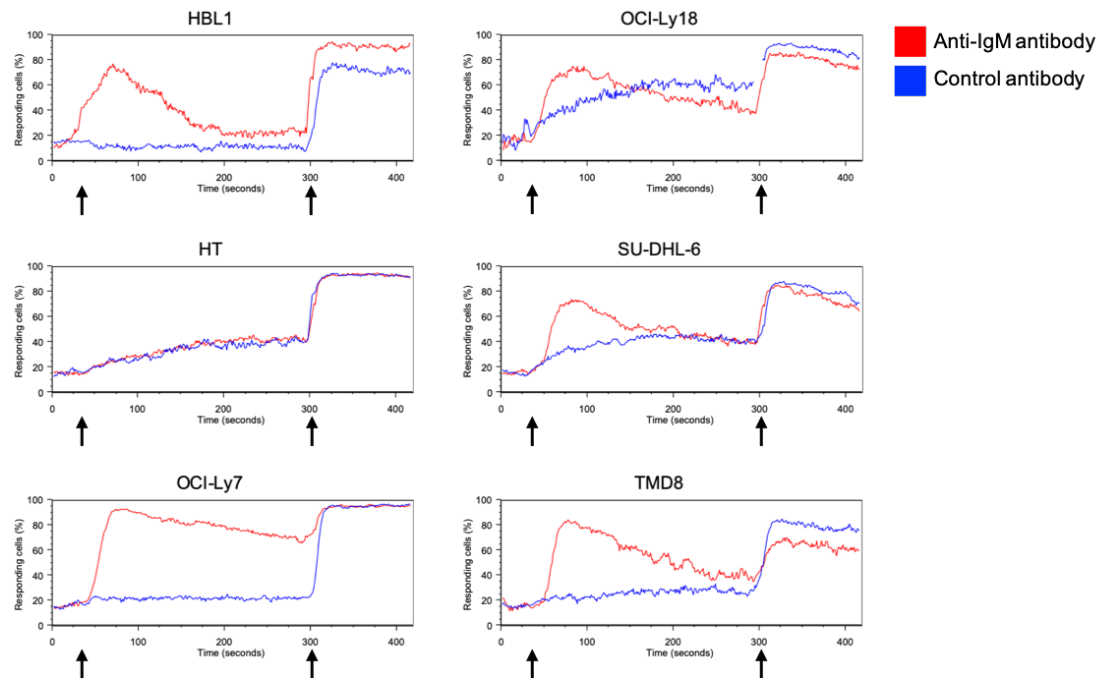 HBL1
Responding cells (%)
100
80
60
40
20
0
0 100 200 300 400
Time (seconds)
OCI-Ly18
Responding cells (%)
100
80
60
40
20
0
0 100 200 300 400
Time (seconds)
Anti-IgM antibody
Control antibody
HT
Responding cells (%)
100
80
60
40
20
0
0 100 200 300 400
Time (seconds)
SU-DHL-6
Responding cells (%)
100
80
60
40
20
0
0 100 200 300 400
Time (seconds)
OCI-Ly7
Responding cells (%)
100
80
60
40
20
0
0 100 200 300 400
Time (seconds)
TMD8
Responding cells (%)
100
80
60
40
20
0
0 100 200 300 400
Time (seconds)